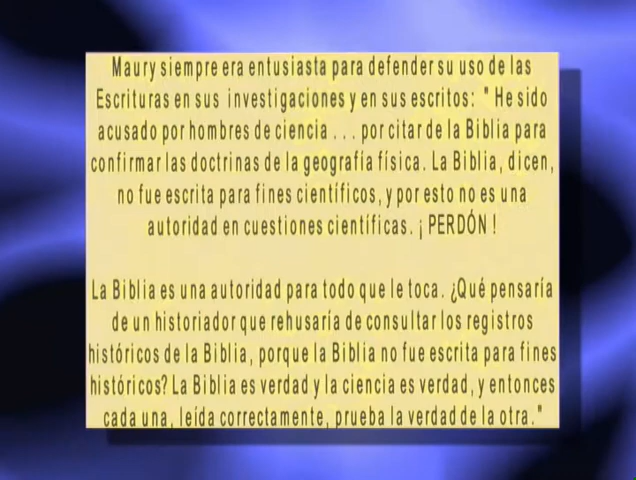 Maury siempre era entusiasta para defender su uso de las
Escrituras en sus investigaciones y en sus escritos: " He sido
acusado por hombres de ciencia . . . por citar de la Biblia para
confirmar las doctrinas de la geografía física. La Biblia, dicen,
no fue escrita para fines científicos, y por esto no es una
autoridad en cuestiones científicas. ¡ PERDÓN !
La Biblia es una autoridad para todo que le toca. ¿Qué pensaría
de un historiador que rehusaría de consultar los registros
históricos de la Biblia, porque la Biblia no fue escrita para fines
históricos? La Biblia es verdad y la ciencia es verdad, y entonces
cada una, leída correctamente, prueba la verdad de la otra."